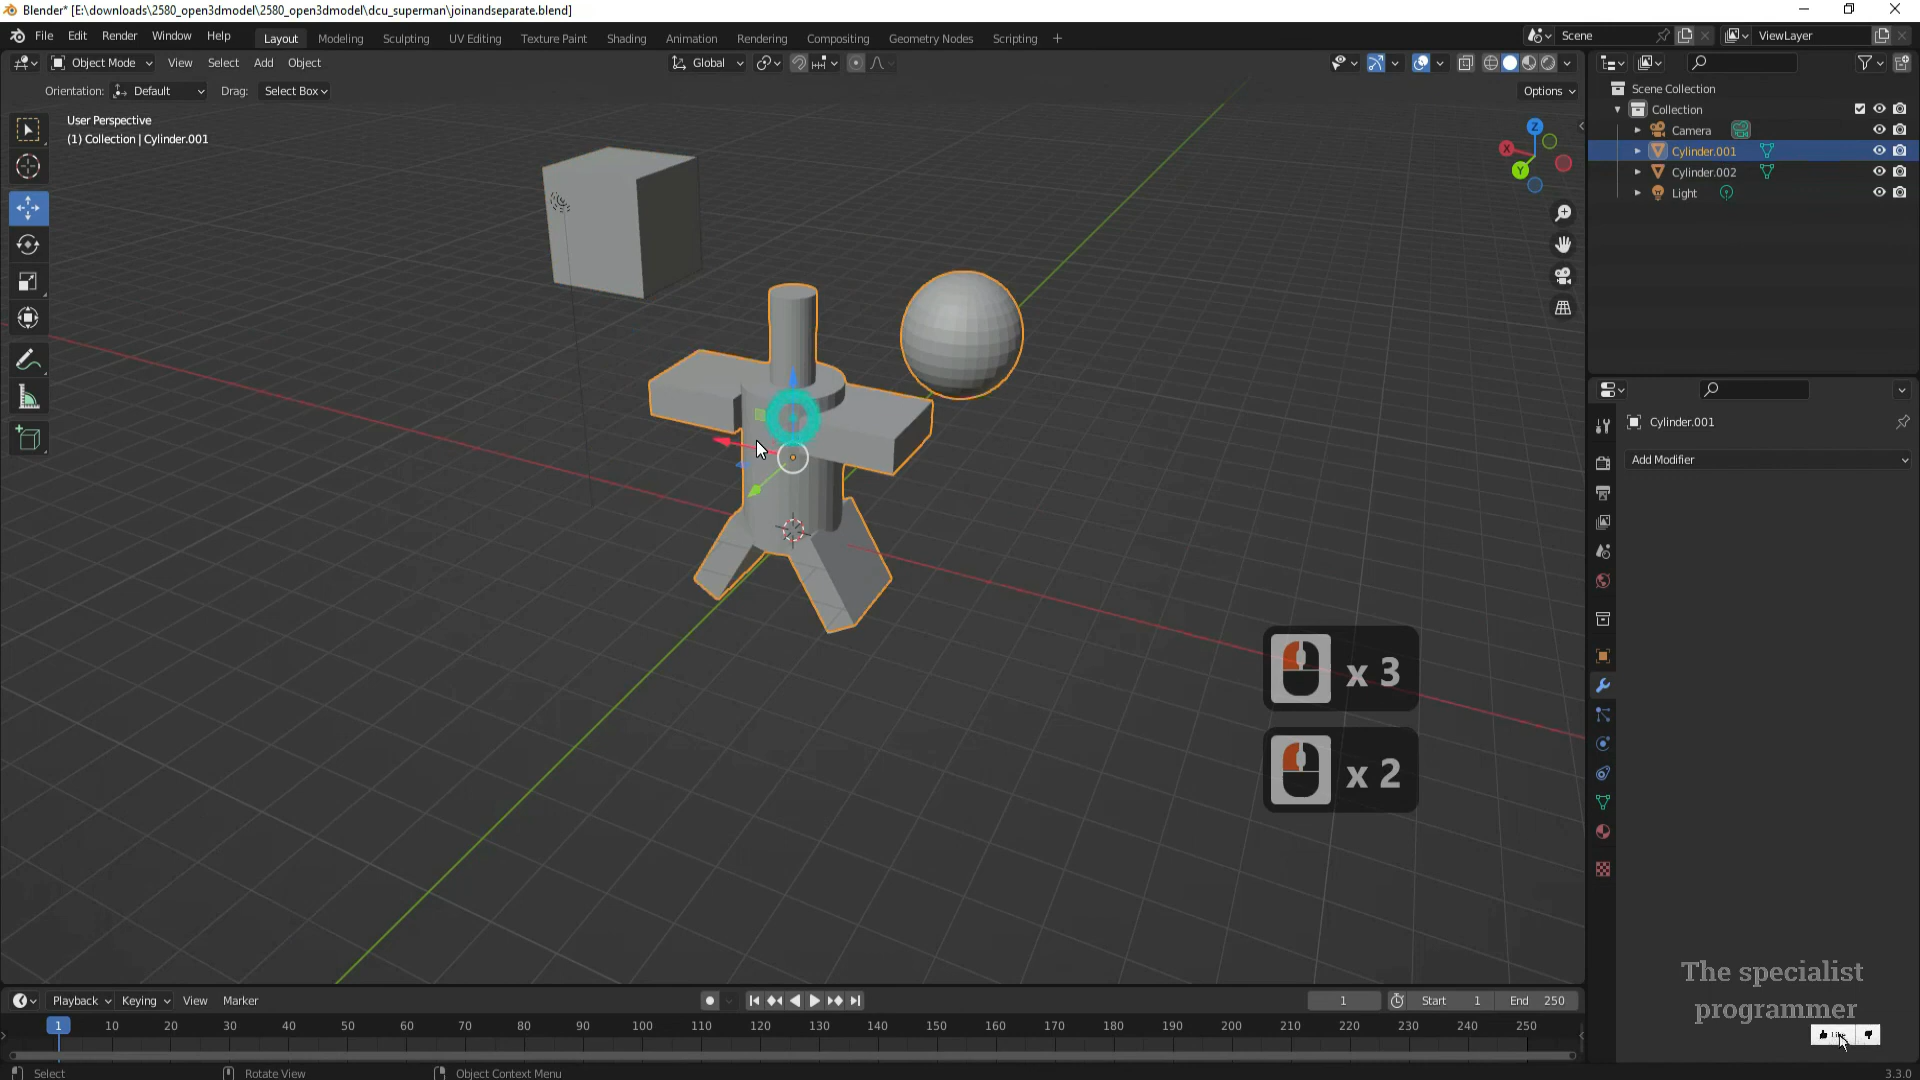 Blender* [E:\downloads\2580_open3dmodel\2580_open3dmodel\dcu_superman\joinandseparate.blend]
File Edit Render Window Help Layout Modeling Sculpting UV Editing Texture Paint Shading Animation Rendering Compositing Geometry Nodes Scripting + Scene ViewLayer
Object Mode View Select Add Object Global
Orientation: Default Drag: Select Box Options
User Perspective
(1) Collection | Cylinder.001
Z
X
Y
Scene Collection
Collection
Camera
Cylinder.001
Cylinder.002
Light
Cylinder.001
Add Modifier
x 3
x 2
The specialist
programmer
Playback Keying View Marker 1 Start 1 End 250
1 10 20 30 40 50 60 70 80 90 100 110 120 130 140 150 160 170 180 190 200 210 220 230 240 250
Select Rotate View Object Context Menu 3.3.0